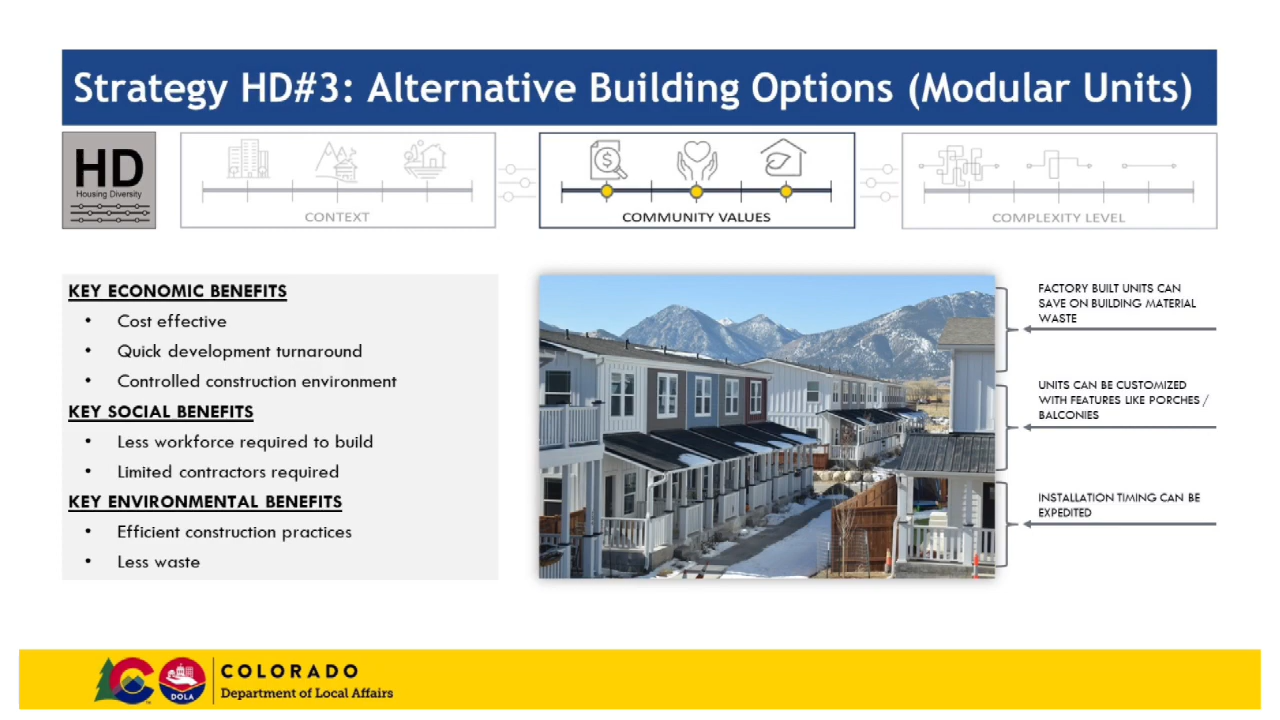 Strategy HD#3: Alternative Building Options (Modular Units)
HD
Housing Diversity
CONTEXT
COMMUNITY VALUES
COMPLEXITY LEVEL
KEY ECONOMIC BENEFITS
• Cost effective
• Quick development turnaround
• Controlled construction environment
KEY SOCIAL BENEFITS
• Less workforce required to build
• Limited contractors required
KEY ENVIRONMENTAL BENEFITS
• Efficient construction practices
• Less waste
FACTORY BUILT UNITS CAN
SAVE ON BUILDING MATERIAL
WASTE
UNITS CAN BE CUSTOMIZED
WITH FEATURES LIKE PORCHES /
BALCONIES
INSTALLATION TIMING CAN BE
EXPEDITED
DOLA
COLORADO
Department of Local Affairs